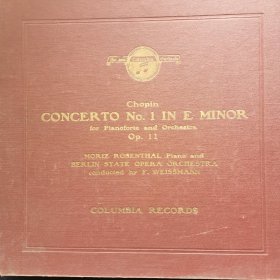 Chopin
CONCERTO No. 1 IN E MINOR
for Pianoforte and Orchestra
Op. 11
MORIZ ROSENTHAL Piano and
BERLIN STATE OPERA ORCHESTRA
conducted by F. WEISSMANN
COLUMBIA RECORDS